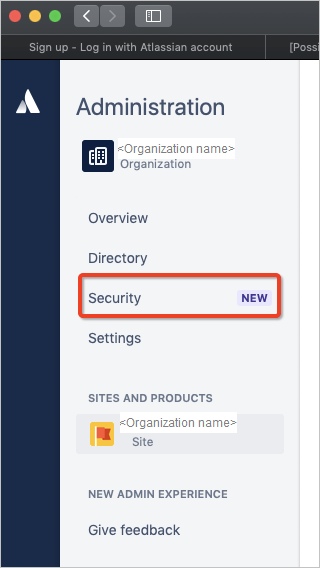 Sign up - Log in with Atlassian account
[Possi
Administration
<Organization name>
Organization
Overview
Directory
Security NEW
Settings
SITES AND PRODUCTS
<Organization name>
Site
NEW ADMIN EXPERIENCE
Give feedback